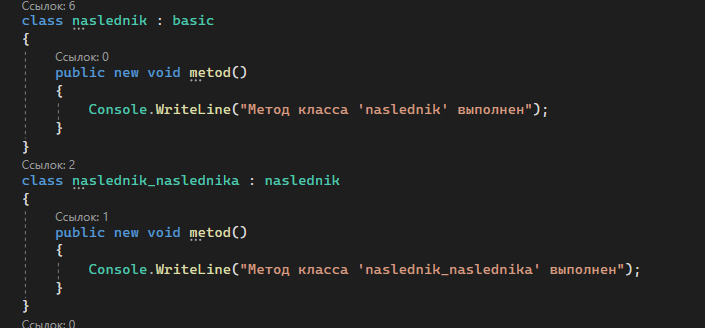 Ссылок: 6
class naslednik : basic
{
Ссылок: 0
public new void metod()
{
Console.WriteLine("Метод класса 'naslednik' выполнен");
}
}
Ссылок: 2
class naslednik_naslednika : naslednik
{
Ссылок: 1
public new void metod()
{
Console.WriteLine("Метод класса 'naslednik_naslednika' выполнен");
}
}
Ссылок: 0